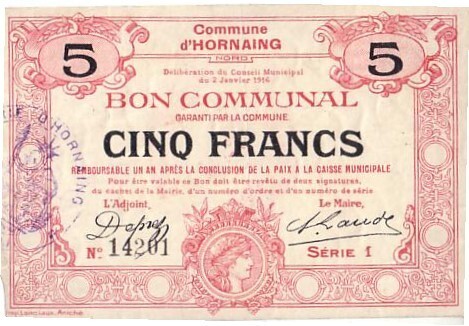 Commune
d'HORNAING
5
NORD
5
Délibération du Conseil Municipal
du 2 Janvier 1916
BON COMMUNAL
GARANTI PAR LA COMMUNE
CINQ FRANCS
REMBOURSABLE UN AN APRÈS LA CONCLUSION DE LA PAIX A LA CAISSE MUNICIPALE
Pour être valable ce Bon doit être revêtu de deux signatures,
du cachet de la Mairie, d'un numéro d'ordre et d'un numéro de série
L'Adjoint,
Le Maire,
N° 14201
SÉRIE 1
D'HORNAING